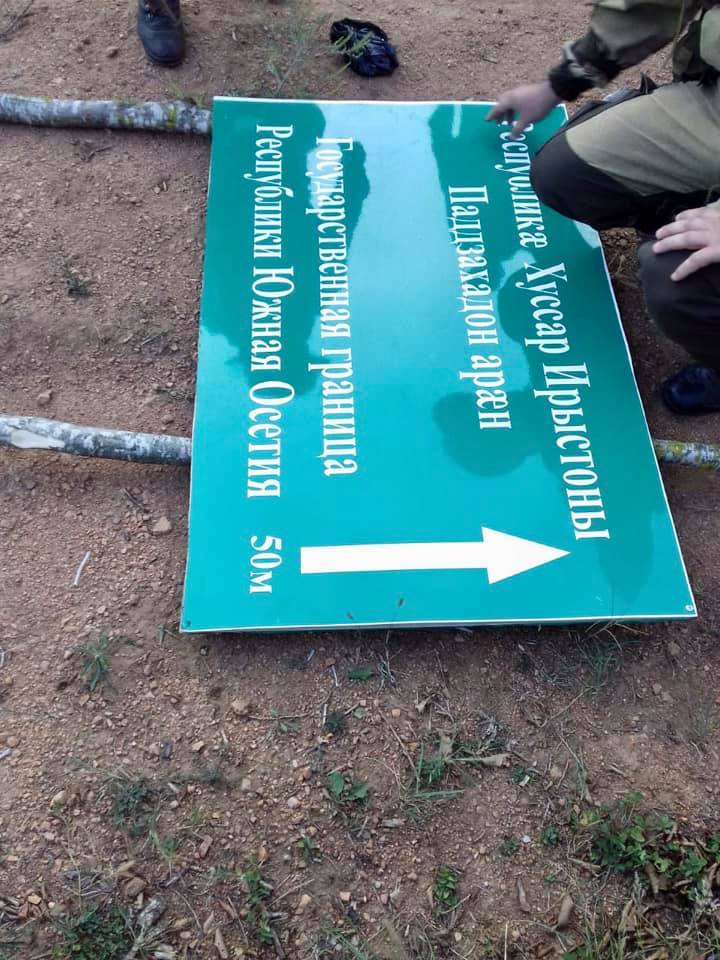 Республикæ Хуссар Ирыстоны
Паддзахадон арæн
Государственная граница
Республики Южная Осетия 50м